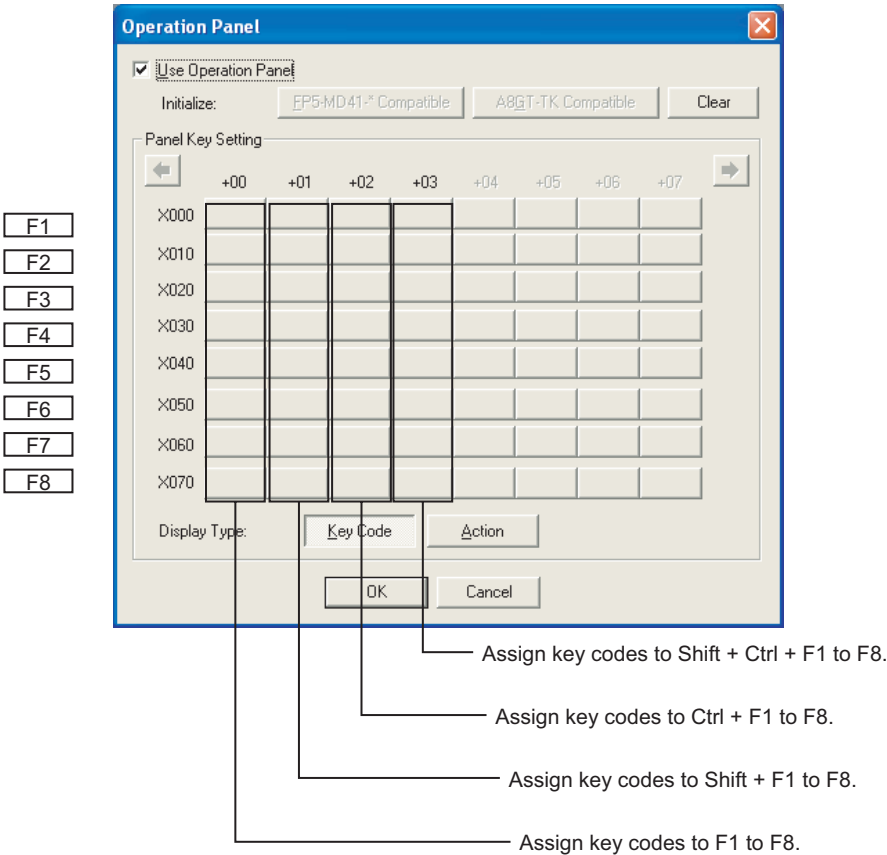 Operation Panel
Use Operation Panel
Initialize: FP5-MD41-* Compatible A8GT-TK Compatible Clear
Panel Key Setting
+00 +01 +02 +03 +04 +05 +06 +07
F1 X000
F2 X010
F3 X020
F4 X030
F5 X040
F6 X050
F7 X060
F8 X070
Display Type: Key Code Action
OK Cancel
Assign key codes to Shift + Ctrl + F1 to F8.
Assign key codes to Ctrl + F1 to F8.
Assign key codes to Shift + F1 to F8.
Assign key codes to F1 to F8.